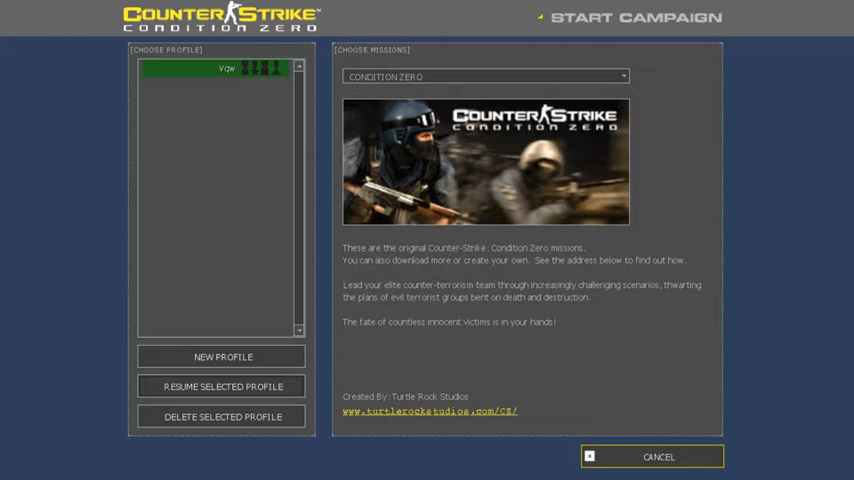 COUNTER-STRIKE™
CONDITION ZERO
START CAMPAIGN
[CHOOSE PROFILE]
Vqw
NEW PROFILE
RESUME SELECTED PROFILE
DELETE SELECTED PROFILE
[CHOOSE MISSIONS]
CONDITION ZERO
COUNTER-STRIKE
CONDITION ZERO
These are the original Counter-Strike: Condition Zero missions.
You can also download more or create your own. See the address below to find out how.
Lead your elite counter-terrorism team through increasingly challenging scenarios, thwarting
the plans of evil terrorist groups bent on death and destruction.
The fate of countless innocent victims is in your hands!
Created By: Turtle Rock Studios
www.turtlerockstudios.com/CZ/
CANCEL